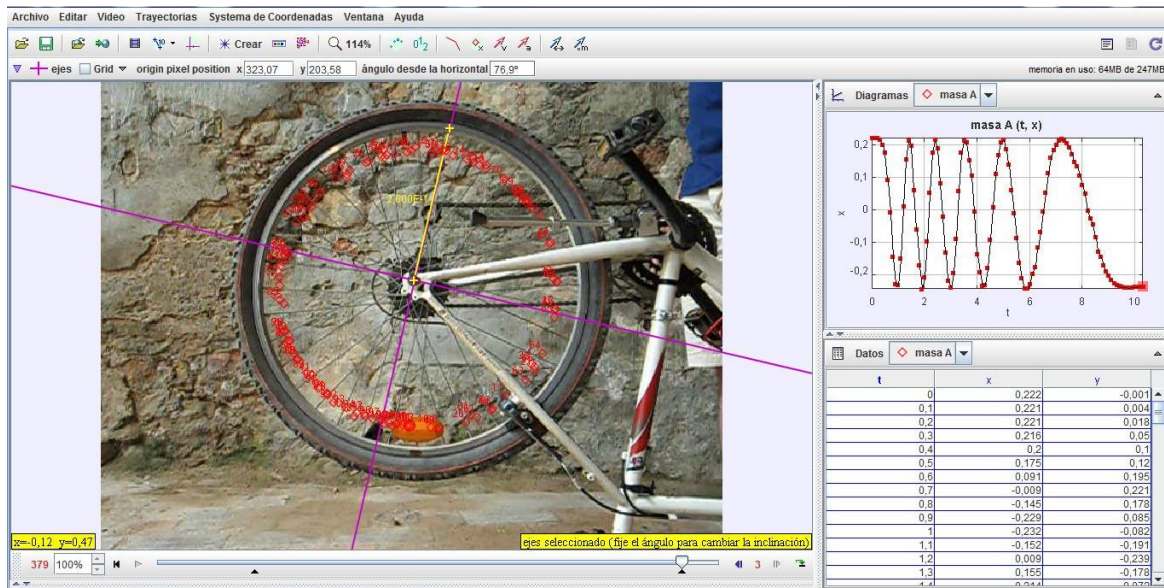 Archivo Editar Video Trayectorias Systema de Coordenadas Ventana Ayuda
Crear 114%
ejes Grid origin pixel position x 323,07 y 203,58 ángulo desde la horizontal 76,9º memoria en uso: 64MB de 247MB
Diagramas masa A
masa A (t, x)
0,2
0,1
0
-0,1
-0,2
x
0 2 4 6 8 10
t
Datos masa A
t x y
0 0,222 -0,001
0,1 0,221 0,004
0,2 0,221 0,018
0,3 0,216 0,05
0,4 0,2 0,1
0,5 0,175 0,12
0,6 0,091 0,195
0,7 -0,009 0,221
0,8 -0,145 0,178
0,9 -0,229 0,085
1 -0,232 -0,082
1,1 -0,152 -0,191
1,2 0,009 -0,239
1,3 0,155 -0,178
x=-0,12 y=0,47
ejes seleccionado (fije el ángulo para cambiar la inclinación)
379 100% 3